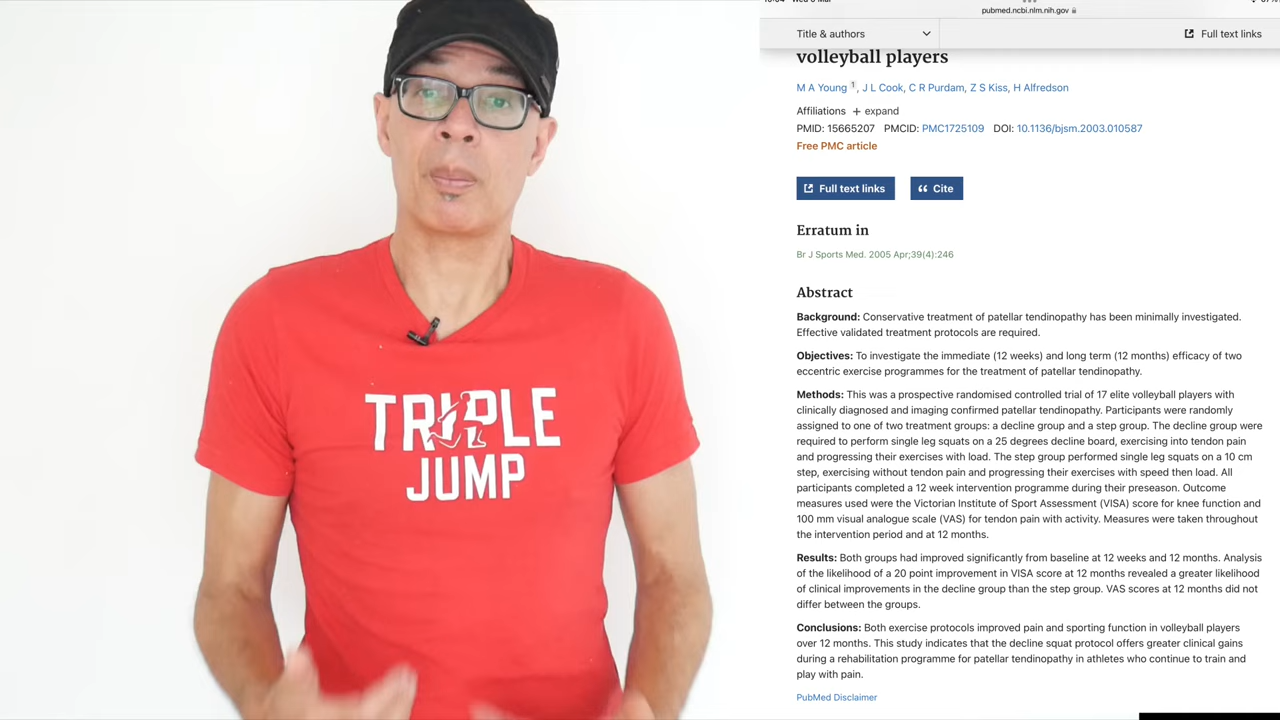 TRIPLE
JUMP
pubmed.ncbi.nlm.nih.gov
Title & authors
Full text links
volleyball players
M A Young 1, J L Cook, C R Purdam, Z S Kiss, H Alfredson
Affiliations + expand
PMID: 15665207 PMCID: PMC1725109 DOI: 10.1136/bjsm.2003.010587
Free PMC article
Full text links
Cite
Erratum in
Br J Sports Med. 2005 Apr;39(4):246
Abstract
Background: Conservative treatment of patellar tendinopathy has been minimally investigated.
Effective validated treatment protocols are required.
Objectives: To investigate the immediate (12 weeks) and long term (12 months) efficacy of two
eccentric exercise programmes for the treatment of patellar tendinopathy.
Methods: This was a prospective randomised controlled trial of 17 elite volleyball players with
clinically diagnosed and imaging confirmed patellar tendinopathy. Participants were randomly
assigned to one of two treatment groups: a decline group and a step group. The decline group were
required to perform single leg squats on a 25 degrees decline board, exercising into tendon pain
and progressing their exercises with load. The step group performed single leg squats on a 10 cm
step, exercising without tendon pain and progressing their exercises with speed then load. All
participants completed a 12 week intervention programme during their preseason. Outcome
measures used were the Victorian Institute of Sport Assessment (VISA) score for knee function and
100 mm visual analogue scale (VAS) for tendon pain with activity. Measures were taken throughout
the intervention period and at 12 months.
Results: Both groups had improved significantly from baseline at 12 weeks and 12 months. Analysis
of the likelihood of a 20 point improvement in VISA score at 12 months revealed a greater likelihood
of clinical improvements in the decline group than the step group. VAS scores at 12 months did not
differ between the groups.
Conclusions: Both exercise protocols improved pain and sporting function in volleyball players
over 12 months. This study indicates that the decline squat protocol offers greater clinical gains
during a rehabilitation programme for patellar tendinopathy in athletes who continue to train and
play with pain.
PubMed Disclaimer